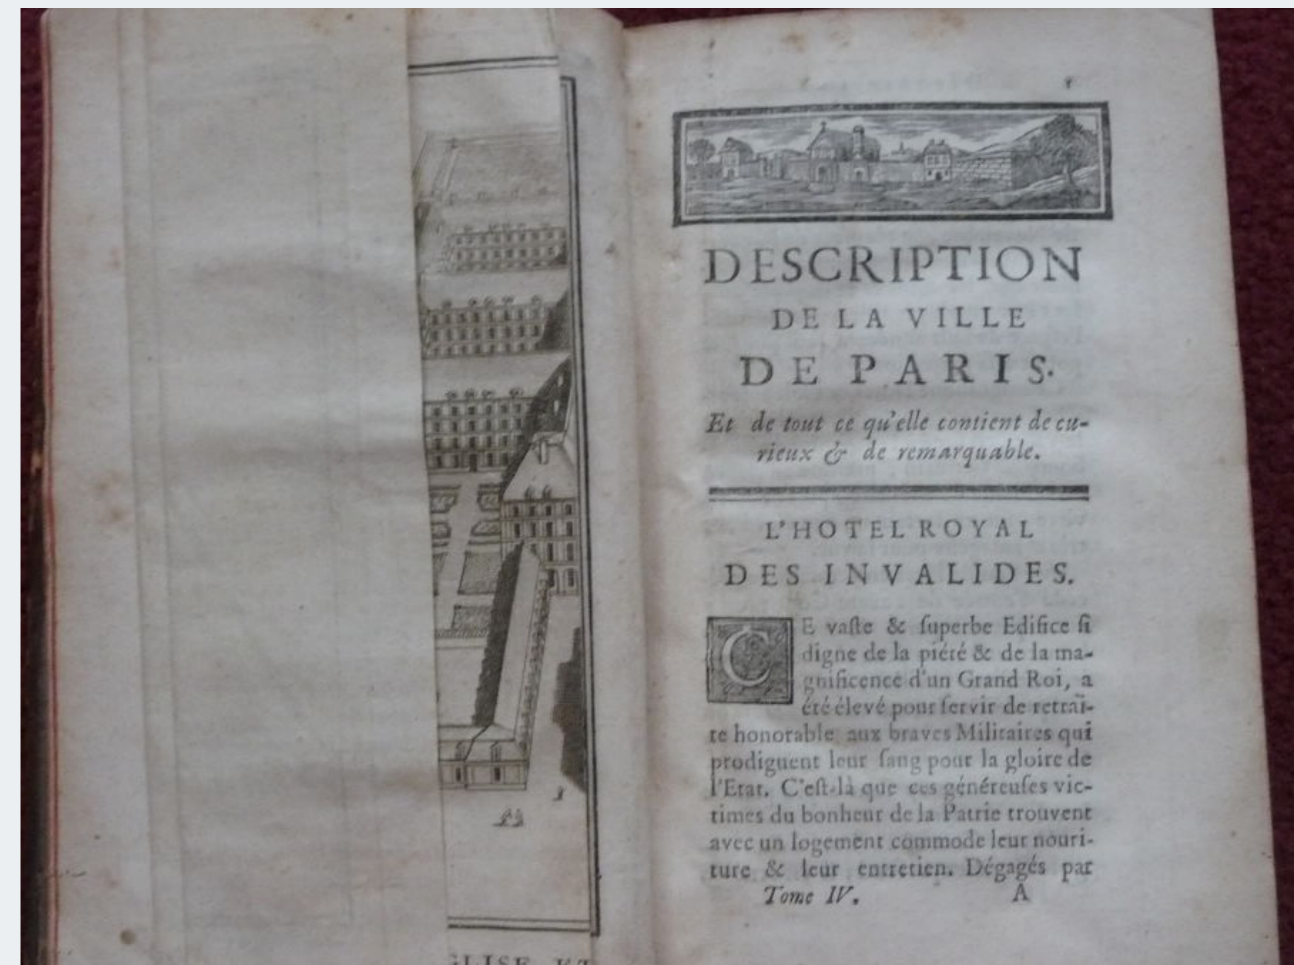 GLISE ET
1
DESCRIPTION
DE LA VILLE
DE PARIS.
Et de tout ce qu'elle contient de cu-
rieux & de remarquable.
L'HOTEL ROYAL
DES INVALIDES.
CE vaſte & ſuperbe Edifice ſi
digne de la piété & de la ma-
gnificence d'un Grand Roi, a
été élevé pour ſervir de retrai-
te honorable aux braves Militaires qui
prodiguent leur ſang pour la gloire de
l'Etat. C'eſt-là que ces généreuſes vic-
times du bonheur de la Patrie trouvent
avec un logement commode leur nouri-
ture & leur entretien. Dégagés par
Tome IV. A